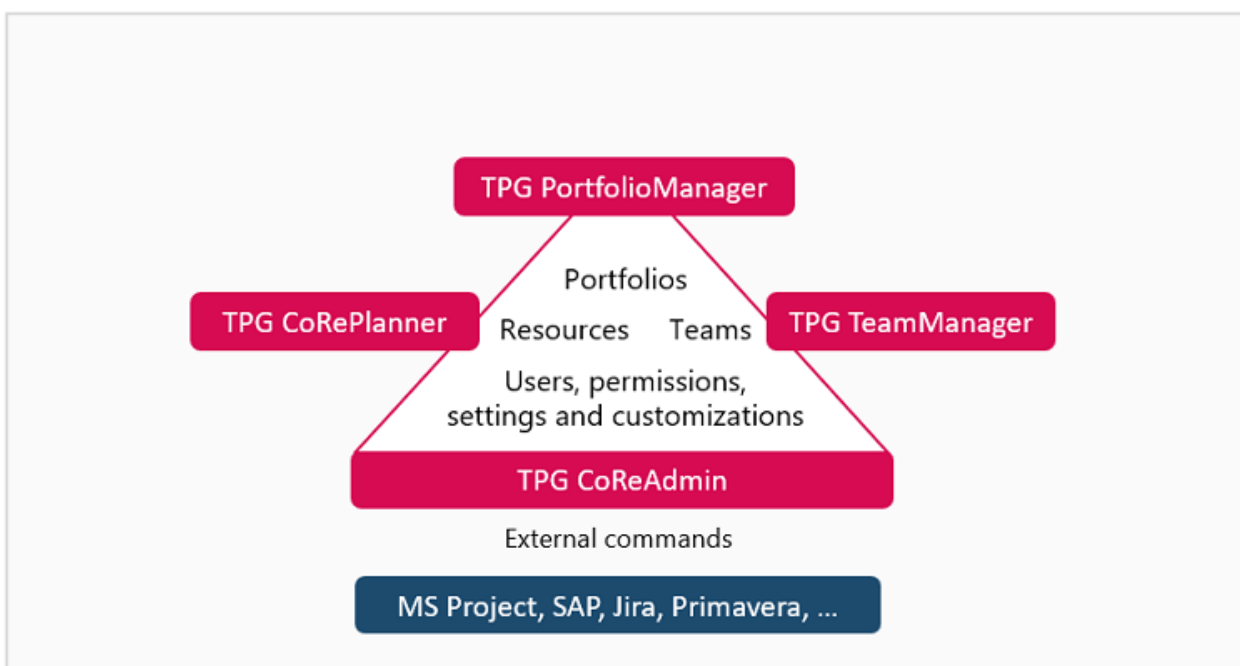 TPG PortfolioManager
Portfolios
TPG CoRePlanner
Resources Teams
TPG TeamManager
Users, permissions,
settings and customizations
TPG CoReAdmin
External commands
MS Project, SAP, Jira, Primavera, ...